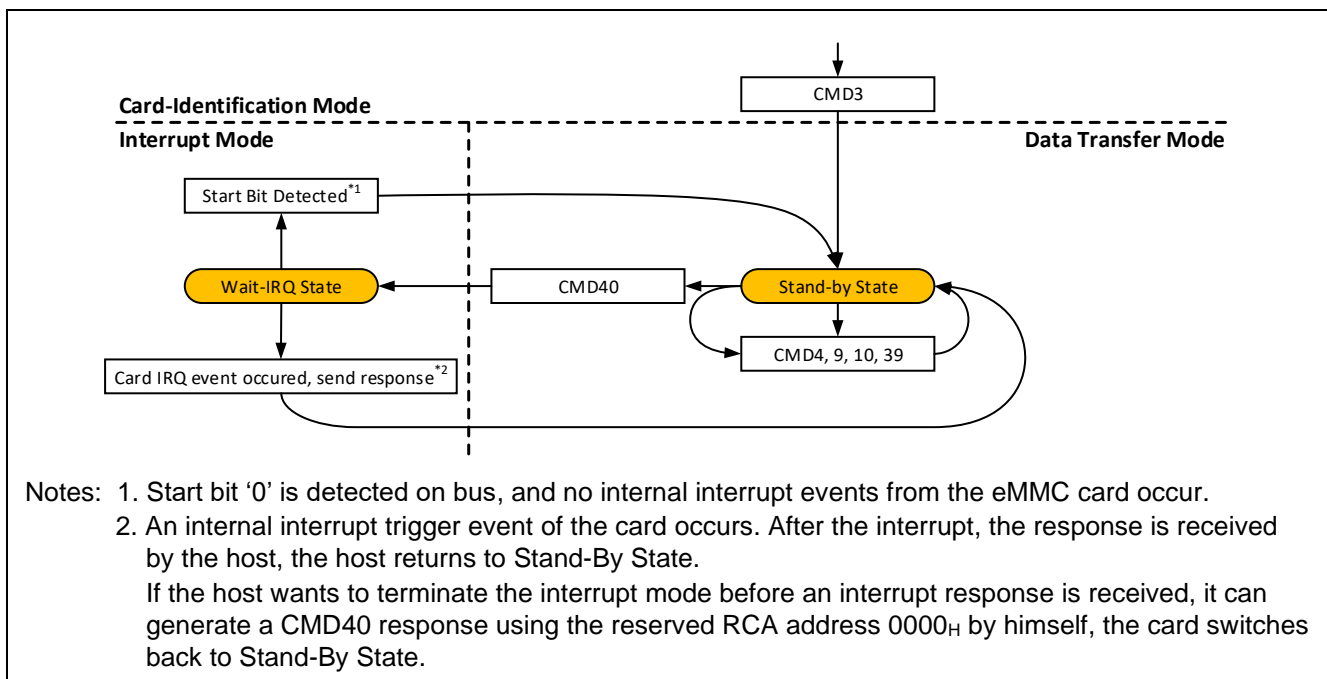 CMD3
Card-Identification Mode
Interrupt Mode
Data Transfer Mode
Start Bit Detected*1
Wait-IRQ State
CMD40
Stand-by State
CMD4, 9, 10, 39
Card IRQ event occured, send response*2
Notes: 1. Start bit ‘0’ is detected on bus, and no internal interrupt events from the eMMC card occur.
2. An internal interrupt trigger event of the card occurs. After the interrupt, the response is received
by the host, the host returns to Stand-By State.
If the host wants to terminate the interrupt mode before an interrupt response is received, it can
generate a CMD40 response using the reserved RCA address 0000H by himself, the card switches
back to Stand-By State.